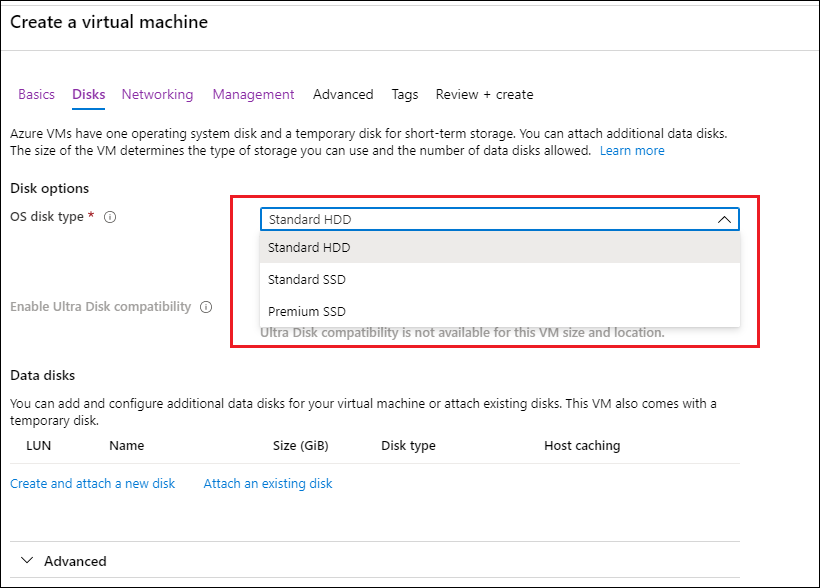 Create a virtual machine
Basics Disks Networking Management Advanced Tags Review + create
Azure VMs have one operating system disk and a temporary disk for short-term storage. You can attach additional data disks.
The size of the VM determines the type of storage you can use and the number of data disks allowed. Learn more
Disk options
OS disk type *
Standard HDD
Standard HDD
Standard SSD
Premium SSD
Enable Ultra Disk compatibility
Ultra Disk compatibility is not available for this VM size and location.
Data disks
You can add and configure additional data disks for your virtual machine or attach existing disks. This VM also comes with a
temporary disk.
LUN Name Size (GiB) Disk type Host caching
Create and attach a new disk Attach an existing disk
Advanced